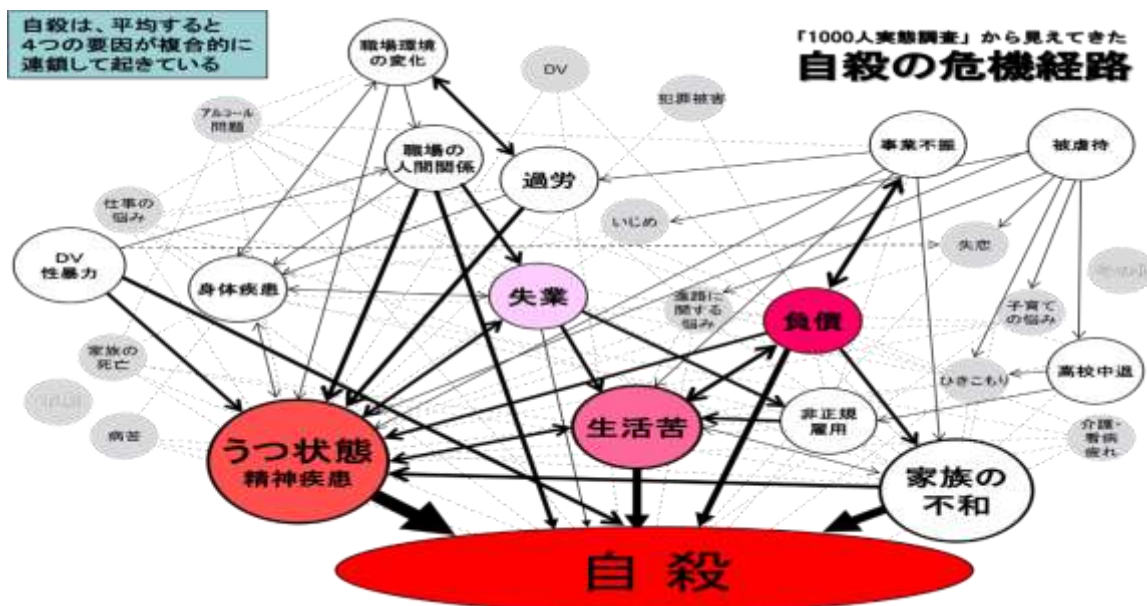 自殺は、平均すると
4つの要因が複合的に
連鎖して起きている
「1000人実態調査」から見えてきた
自殺の危機経路
職場環境
の変化
DV
犯罪被害
アルコール
問題
職場の
人間関係
過労
事業不振
被虐待
仕事の
悩み
いじめ
失恋
DV
性暴力
身体疾患
失業
進路に
関する
悩み
負債
子育て
の悩み
家族の
死亡
ひきこもり
高校中退
病苦
うつ状態
精神疾患
生活苦
非正規
雇用
介護・
看病
疲れ
家族の
不和
自殺